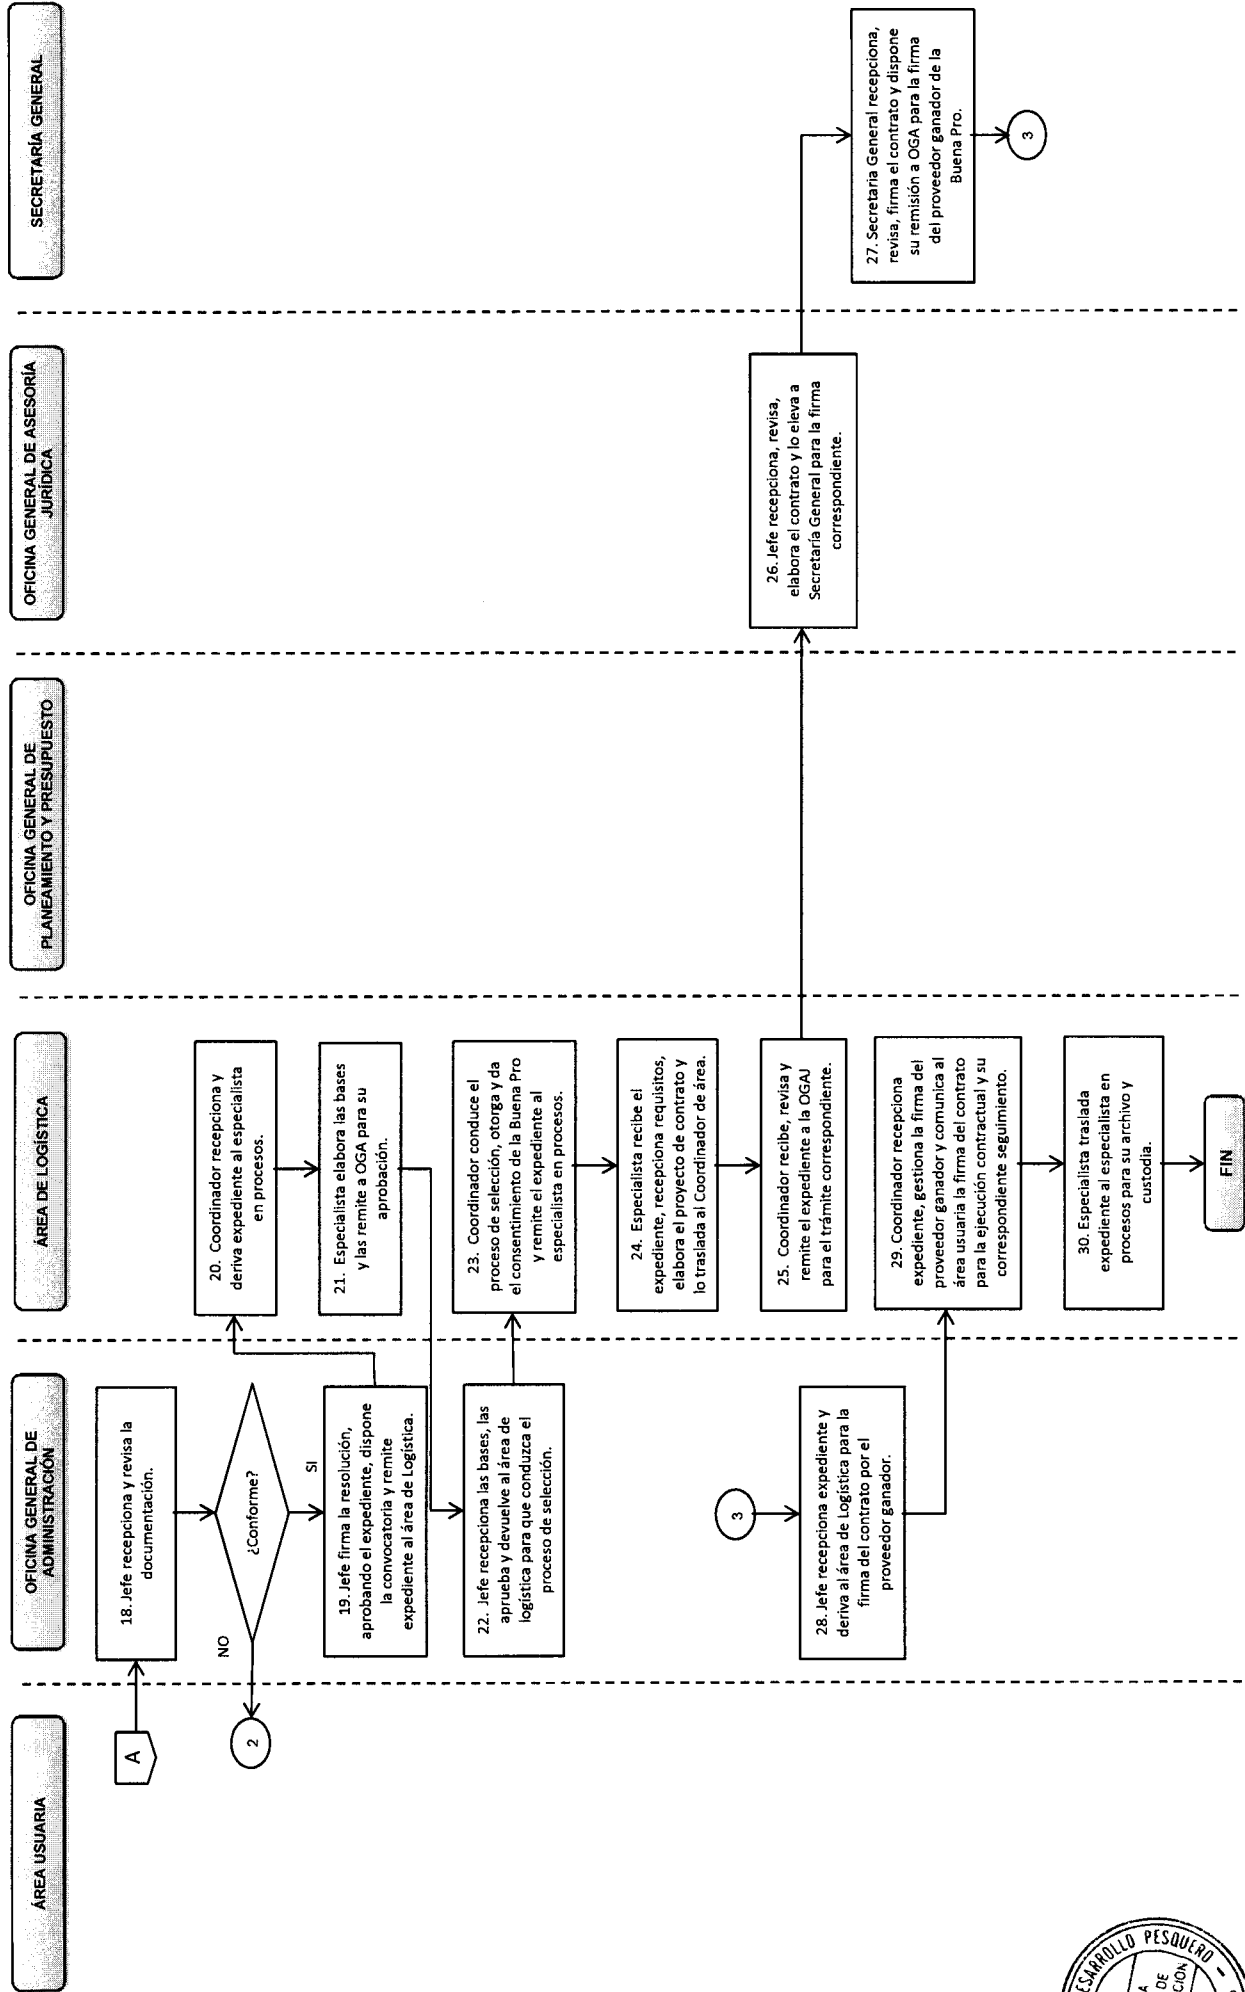 ÁREA USUARIA
OFICINA GENERAL DE
ADMINISTRACIÓN
ÁREA DE LOGÍSTICA
OFICINA GENERAL DE
PLANEAMIENTO Y PRESUPUESTO
OFICINA GENERAL DE ASESORÍA
JURÍDICA
SECRETARÍA GENERAL
A
18. Jefe recepciona y revisa la
documentación.
¿Conforme?
NO
2
SI
19. Jefe firma la resolución,
aprobando el expediente, dispone
la convocatoria y remite
expediente al área de Logística.
20. Coordinador recepciona y
deriva expediente al especialista
en procesos.
21. Especialista elabora las bases
y las remite a OGA para su
aprobación.
22. Jefe recepciona las bases, las
aprueba y devuelve al área de
logística para que conduzca el
proceso de selección.
23. Coordinador conduce el
proceso de selección, otorga y da
el consentimiento de la Buena Pro
y remite el expediente al
especialista en procesos.
24. Especialista recibe el
expediente, recepciona requisitos,
elabora el proyecto de contrato y
lo traslada al Coordinador de área.
25. Coordinador recibe, revisa y
remite el expediente a la OGAJ
para el trámite correspondiente.
26. Jefe recepciona, revisa,
elabora el contrato y lo eleva a
Secretaría General para la firma
correspondiente.
27. Secretaria General recepciona,
revisa, firma el contrato y dispone
su remisión a OGA para la firma
del proveedor ganador de la
Buena Pro.
3
3
28. Jefe recepciona expediente y
deriva al área de Logística para la
firma del contrato por el
proveedor ganador.
29. Coordinador recepciona
expediente, gestiona la firma del
proveedor ganador y comunica al
área usuaria la firma del contrato
para la ejecución contractual y su
correspondiente seguimiento.
30. Especialista traslada
expediente al especialista en
procesos para su archivo y
custodia.
FIN
PESQUERO
DE